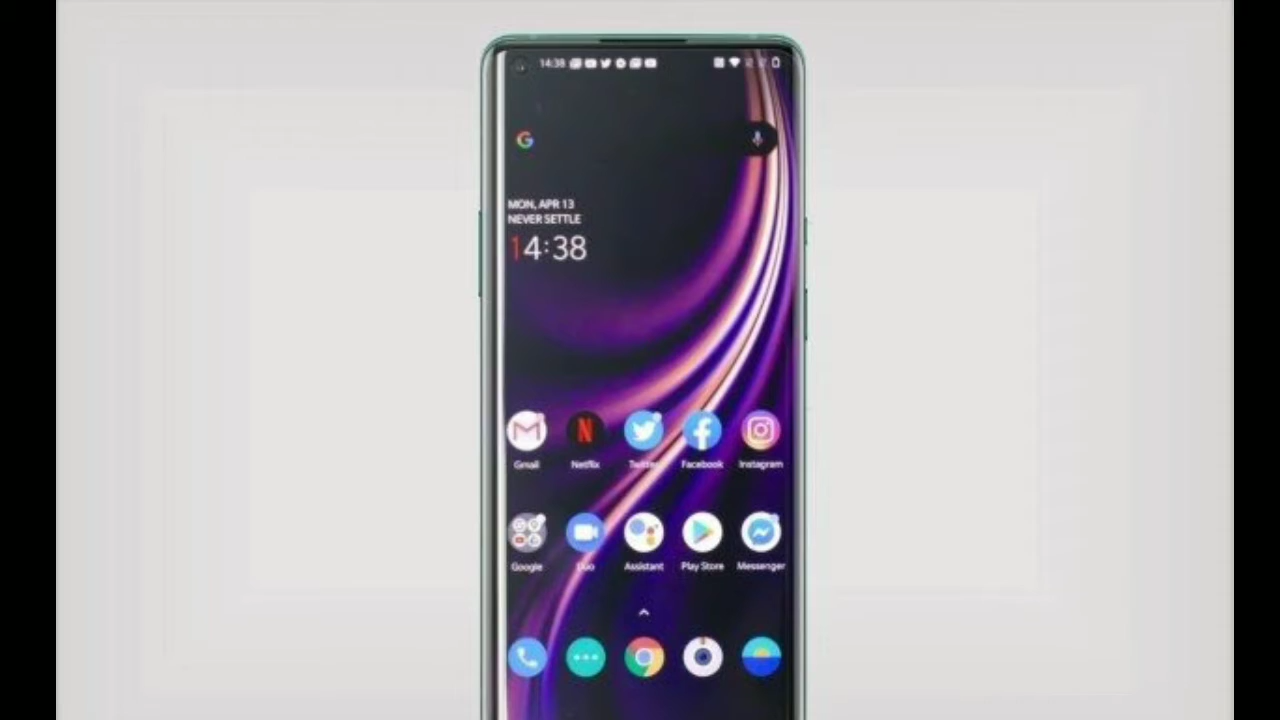 14:38
G
MON, APR 13
NEVER SETTLE
14:38
Gmail Netflix Twitter Facebook Instagram
Google Duo Assistant Play Store Messenger